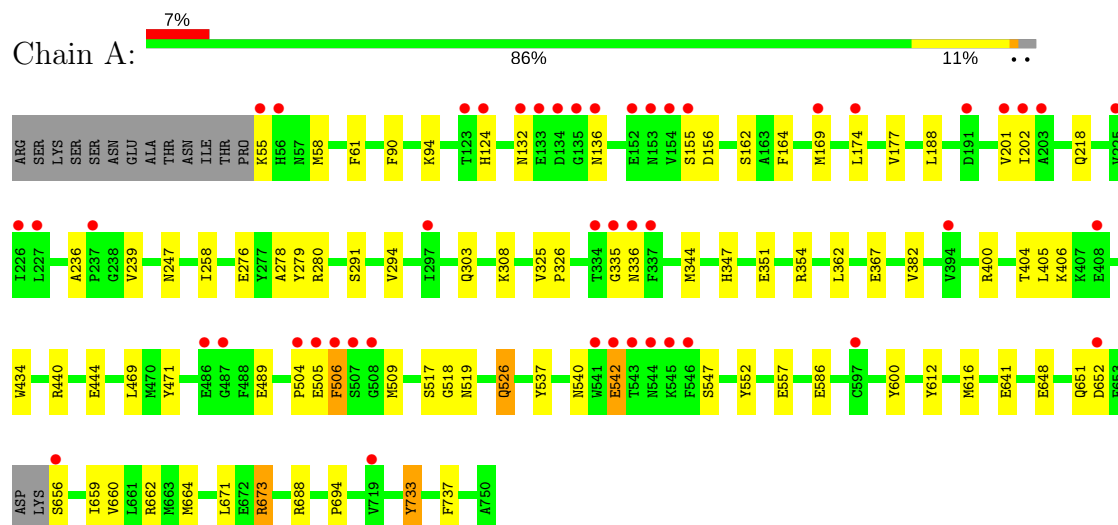 7%
Chain A:
86% 11% • •
ARG SER LYS SER SER ASN GLU ALA THR ASN ILE THR PRO K55 H56 N57 M58 F61 F90 K94 T123 H124 N132 E133 D134 G135 N136 E152 N153 V154 S155 D156 S162 A163 F164 M169 L174 V177 L188 D191 V201 I202 A203 Q218 V225
I226 L227 A236 P237 G238 V239 N247 I258 E276 Y277 A278 Y279 R280 S291 V294 I297 Q303 K308 V325 P326 T334 G335 N336 F337 M344 H347 E351 R354 L362 E367 V382 V394 R400 T404 L405 K406 K407 E408
W434 R440 E444 L469 M470 Y471 E486 G487 F488 E489 P504 E505 F506 S507 G508 M509 S517 G518 N519 Q526 Y537 N540 W541 E542 T543 N544 K545 F546 S547 Y552 E557 E586 C597 Y600 Y612 M616 E641 E648 Q651 D652 E653
ASP LYS S656 I659 V660 L661 R662 M663 M664 L671 E672 R673 R688 P694 V719 Y733 F737 A750